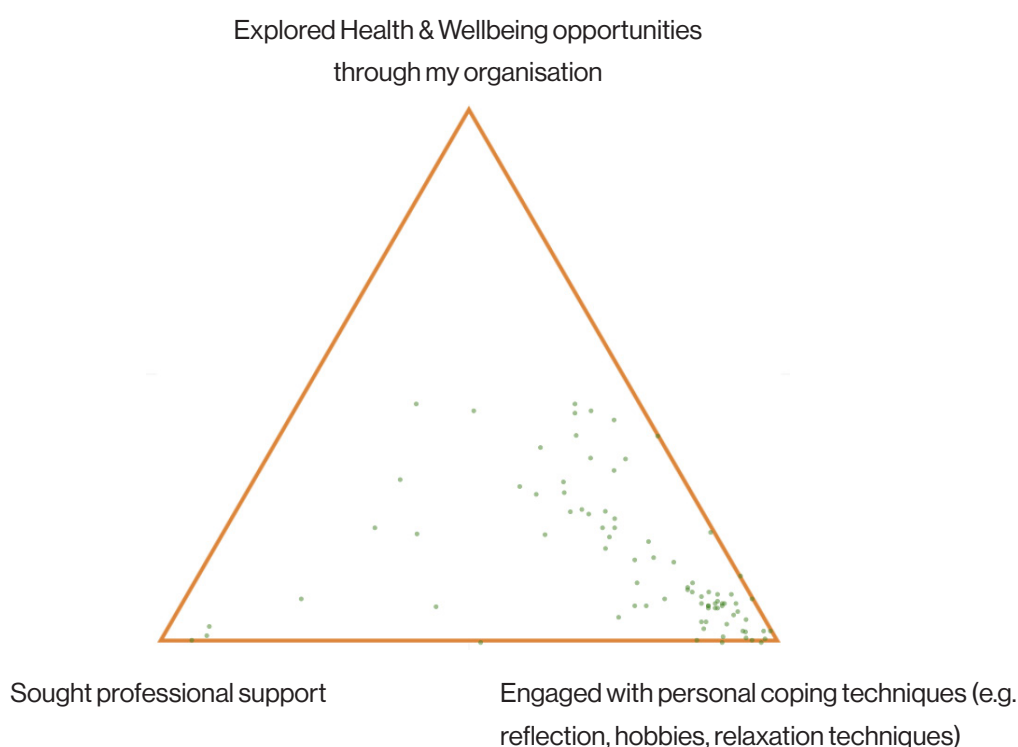 Explored Health & Wellbeing opportunities
through my organisation
Sought professional support
Engaged with personal coping techniques (e.g.
reflection, hobbies, relaxation techniques)